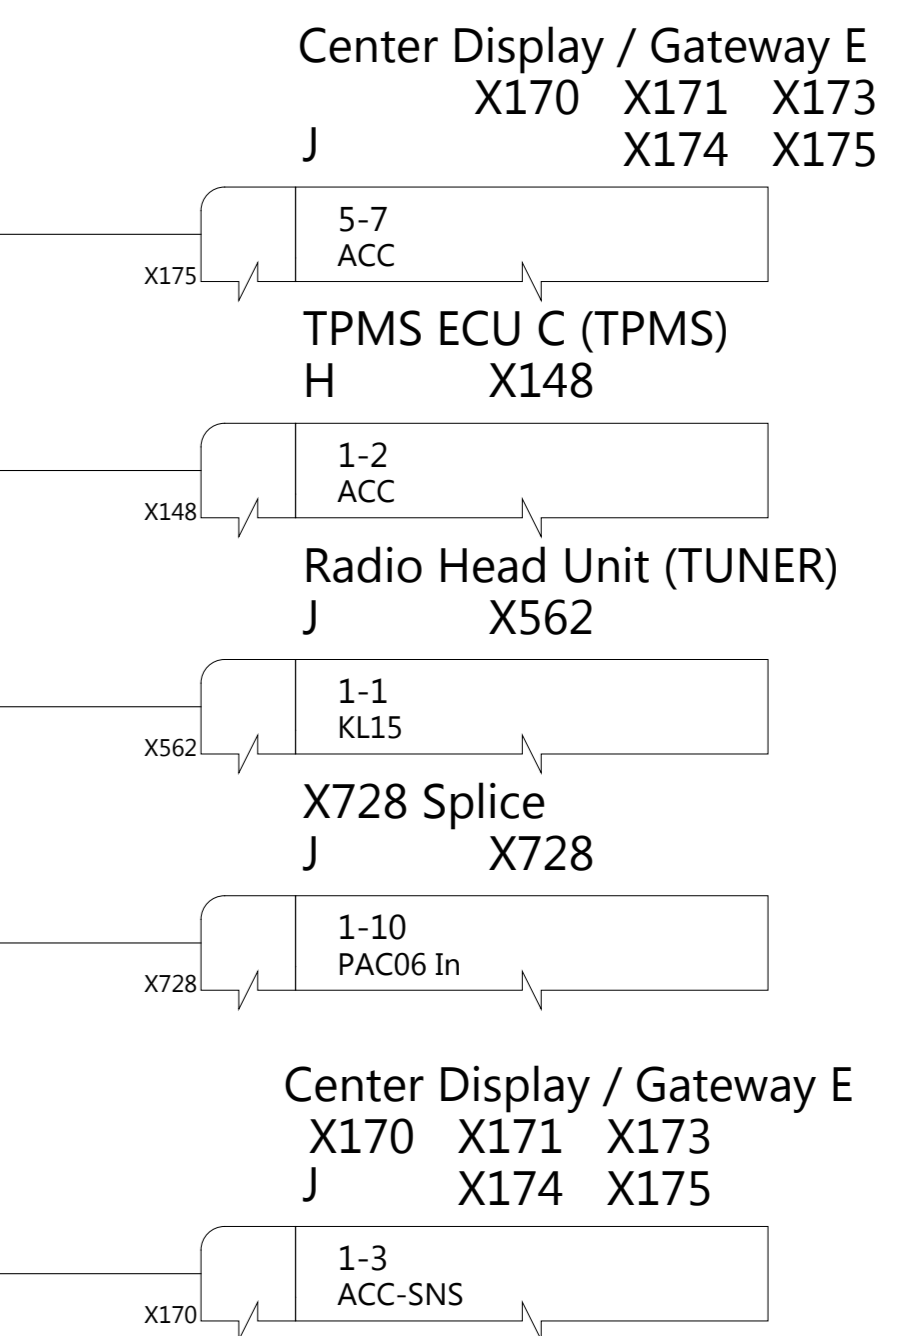 Center Display / Gateway E
X170 X171 X173
J X174 X175
5-7
ACC
X175
TPMS ECU C (TPMS)
H X148
1-2
ACC
X148
Radio Head Unit (TUNER)
J X562
1-1
KL15
X562
X728 Splice
J X728
1-10
PAC06 In
X728
Center Display / Gateway E
X170 X171 X173
J X174 X175
1-3
ACC-SNS
X170